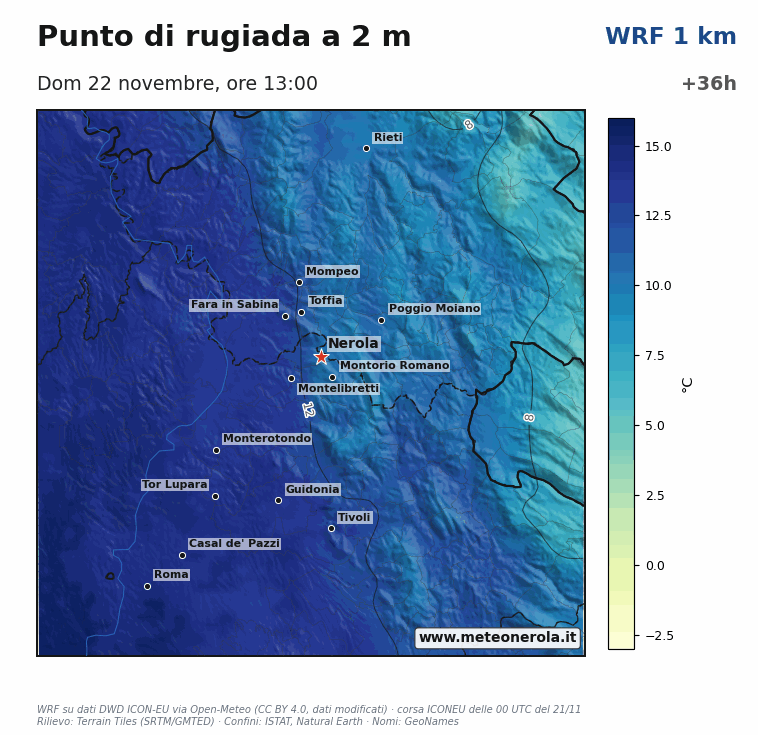 Punto di rugiada a 2 m
WRF 1 km
Dom 22 novembre, ore 13:00
+36h
8
Rieti
15.0
12.5
Mompeo
Toffia
Fara in Sabina
Poggio Moiano
10.0
Nerola
Montorio Romano
7.5
Montelibretti
°C
12
8
5.0
Monterotondo
Tor Lupara
Guidonia
2.5
Tivoli
Casal de' Pazzi
0.0
Roma
−2.5
www.meteonerola.it
WRF su dati DWD ICON-EU via Open-Meteo (CC BY 4.0, dati modificati) · corsa ICONEU delle 00 UTC del 21/11
Rilievo: Terrain Tiles (SRTM/GMTED) · Confini: ISTAT, Natural Earth · Nomi: GeoNames